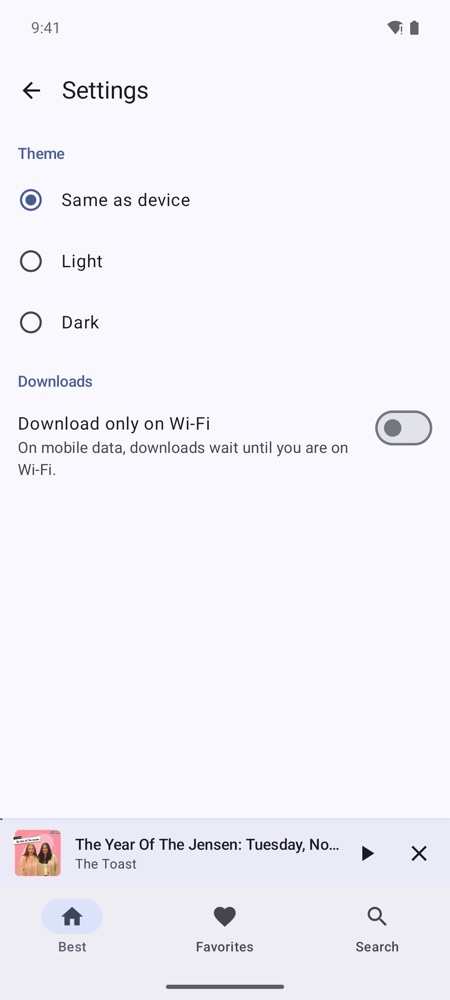 9:41
Settings
Theme
Same as device
Light
Dark
Downloads
Download only on Wi-Fi
On mobile data, downloads wait until you are on
Wi-Fi.
The Year Of The Jensen: Tuesday, No…
The Toast
Best
Favorites
Search